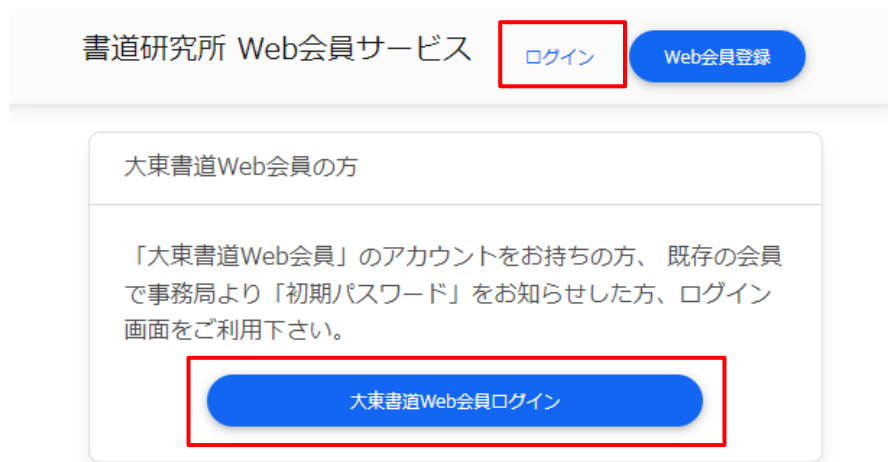 書道研究所 Web会員サービス ログイン Web会員登録
大東書道Web会員の方
「大東書道Web会員」のアカウントをお持ちの方、 既存の会員
で事務局より「初期パスワード」をお知らせした方、ログイン
画面をご利用下さい。
大東書道Web会員ログイン